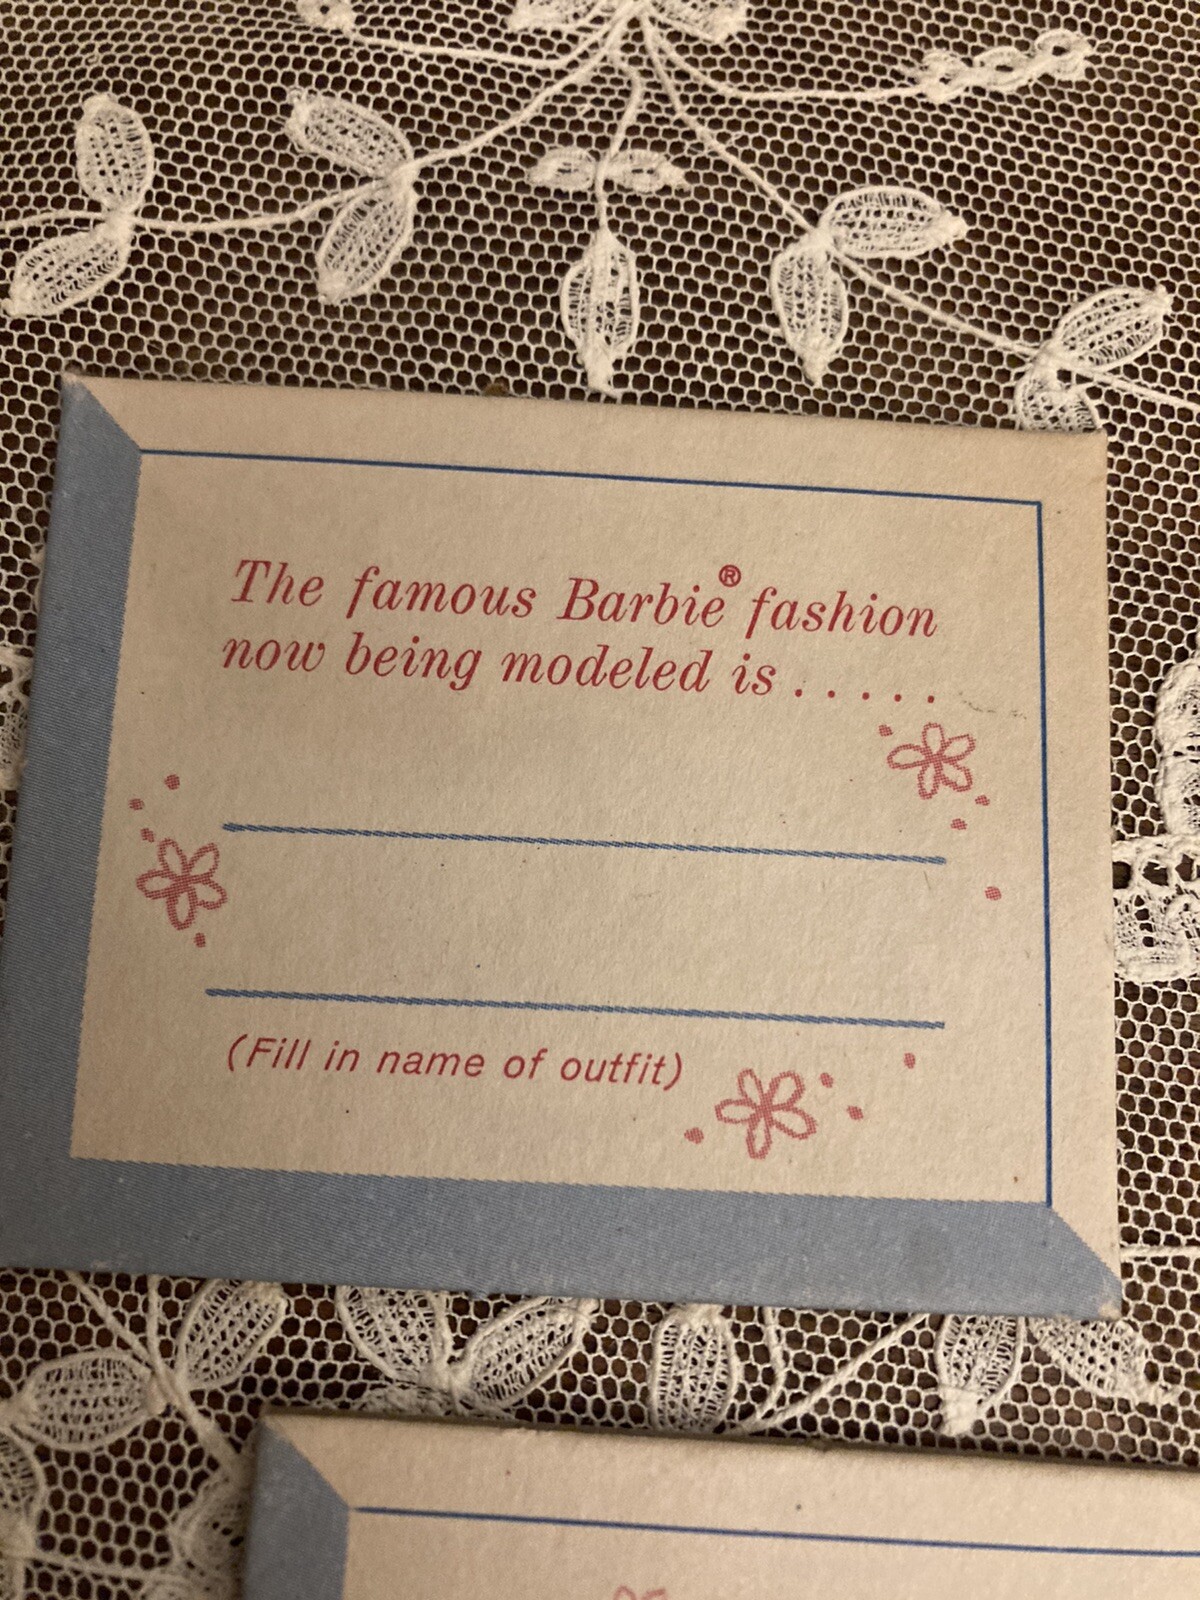 The famous Barbie® fashion
now being modeled is . . . . .
(Fill in name of outfit)